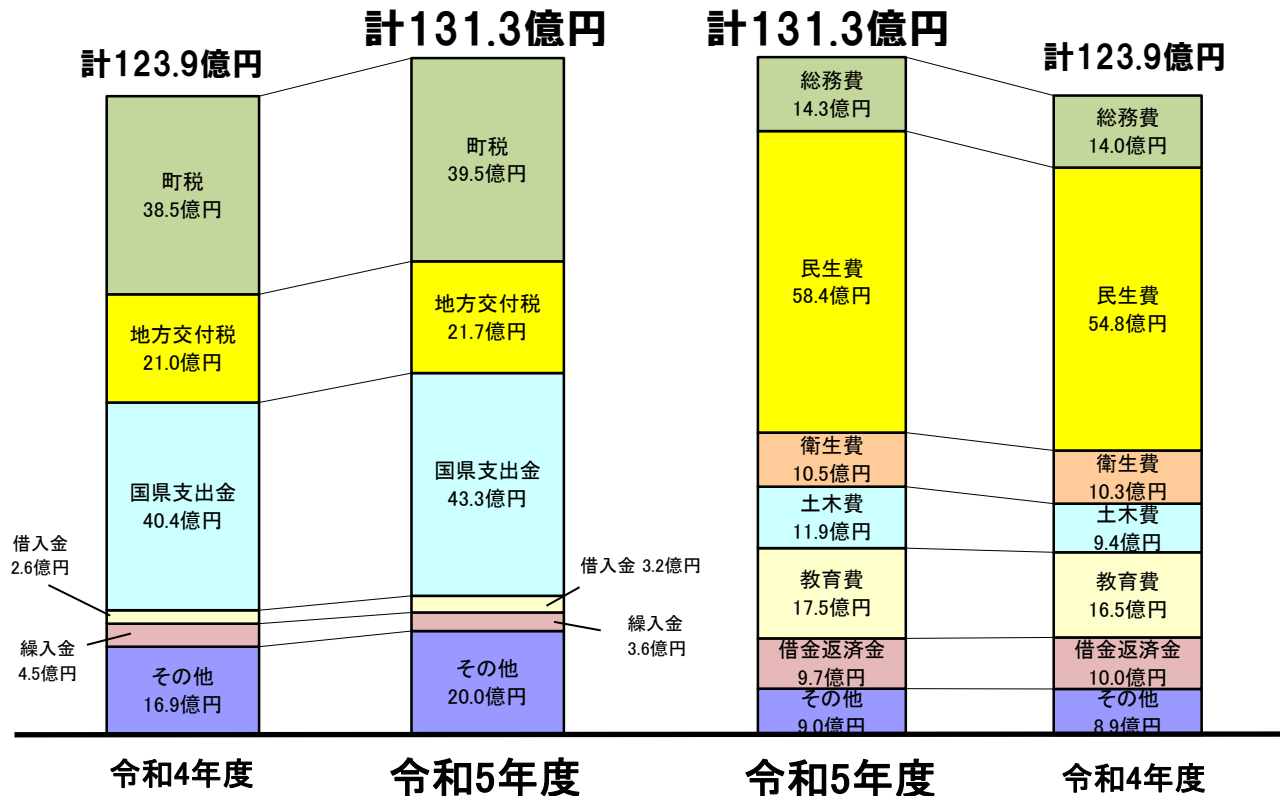 計123.9億円
町税
38.5億円
地方交付税
21.0億円
国県支出金
40.4億円
借入金
2.6億円
繰入金
4.5億円
その他
16.9億円
令和4年度
計131.3億円
町税
39.5億円
地方交付税
21.7億円
国県支出金
43.3億円
借入金 3.2億円
繰入金
3.6億円
その他
20.0億円
令和5年度
計131.3億円
総務費
14.3億円
民生費
58.4億円
衛生費
10.5億円
土木費
11.9億円
教育費
17.5億円
借金返済金
9.7億円
その他
9.0億円
令和5年度
計123.9億円
総務費
14.0億円
民生費
54.8億円
衛生費
10.3億円
土木費
9.4億円
教育費
16.5億円
借金返済金
10.0億円
その他
8.9億円
令和4年度